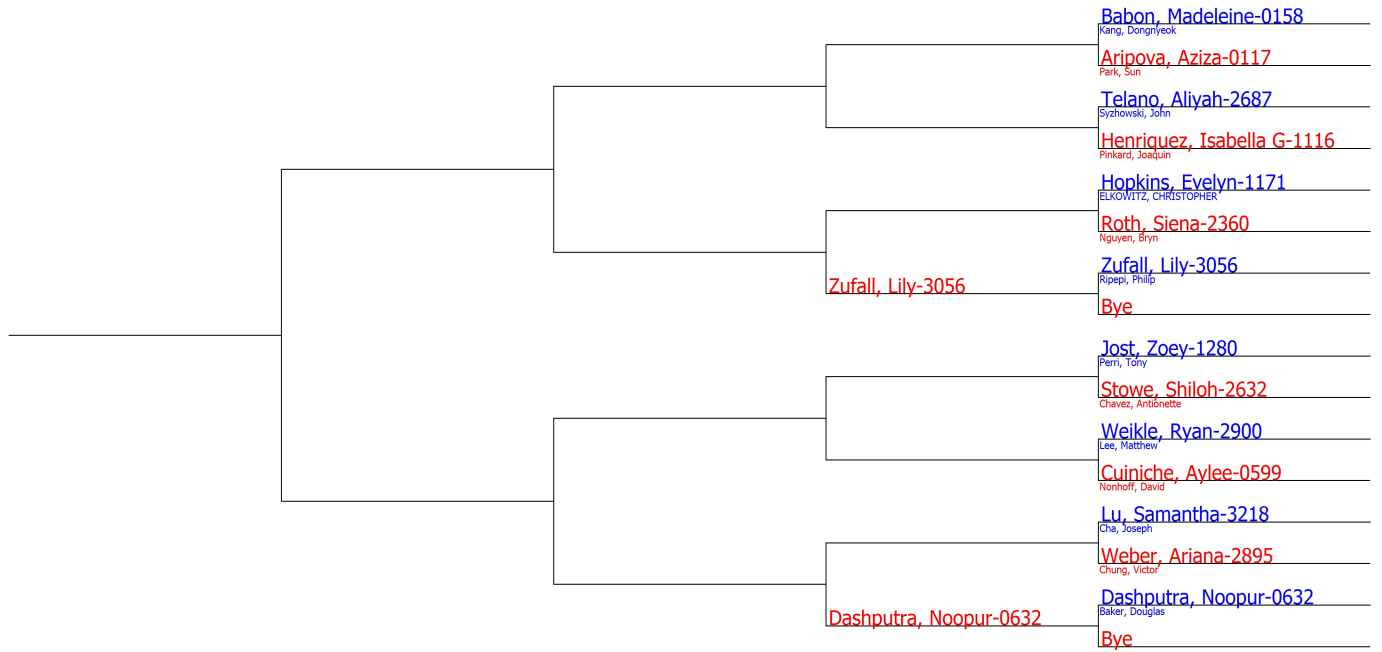 Babon, Madeleine-0158
Kang, Dongnyeok
Aripova, Aziza-0117
Park, Sun
Telano, Aliyah-2687
Syzhowski, John
Henriquez, Isabella G-1116
Pinkard, Joaquin
Hopkins, Evelyn-1171
ELKOWITZ, CHRISTOPHER
Roth, Siena-2360
Nguyen, Bryn
Zufall, Lily-3056
Ripepi, Philip
Zufall, Lily-3056
Bye
Jost, Zoey-1280
Perri, Tony
Stowe, Shiloh-2632
Chavez, Antionette
Weikle, Ryan-2900
Lee, Matthew
Cuiniche, Aylee-0599
Nonhoff, David
Lu, Samantha-3218
Cha, Joseph
Weber, Ariana-2895
Chung, Victor
Dashputra, Noopur-0632
Baker, Douglas
Dashputra, Noopur-0632
Bye